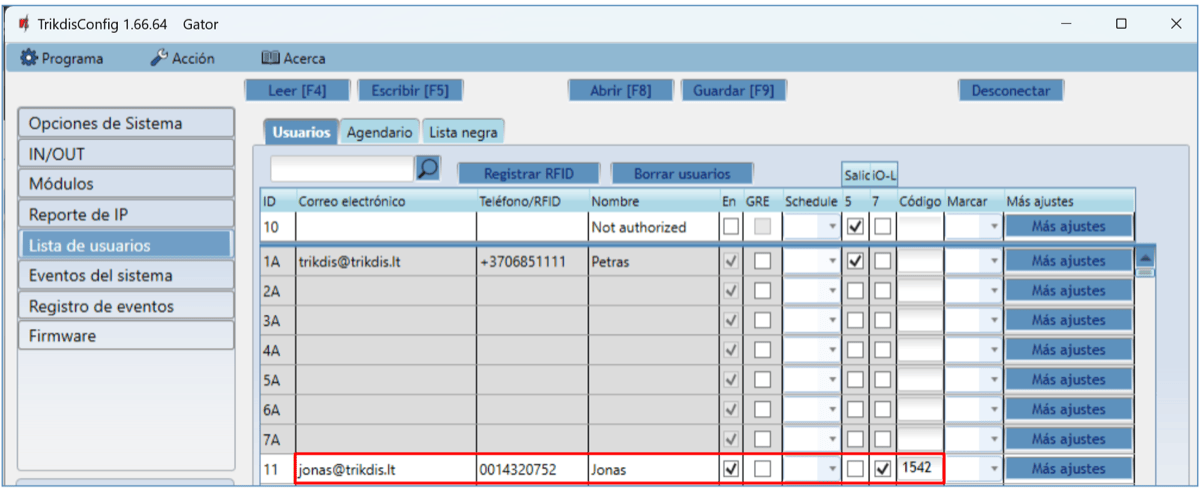 TrikdisConfig 1.66.64 Gator
Programa Acción Acerca
Leer [F4] Escribir [F5] Abrir [F8] Guardar [F9] Desconectar
Opciones de Sistema
IN/OUT
Módulos
Reporte de IP
Lista de usuarios
Eventos del sistema
Registro de eventos
Firmware
Usuarios Agendario Lista negra
Registrar RFID Borrar usuarios Salic iO-L
ID Correo electrónico Teléfono/RFID Nombre En GRE Schedule 5 7 Código Marcar Más ajustes
10 Not authorized Más ajustes
1A trikdis@trikdis.lt +3706851111 Petras Más ajustes
2A Más ajustes
3A Más ajustes
4A Más ajustes
5A Más ajustes
6A Más ajustes
7A Más ajustes
11 jonas@trikdis.lt 0014320752 Jonas 1542 Más ajustes